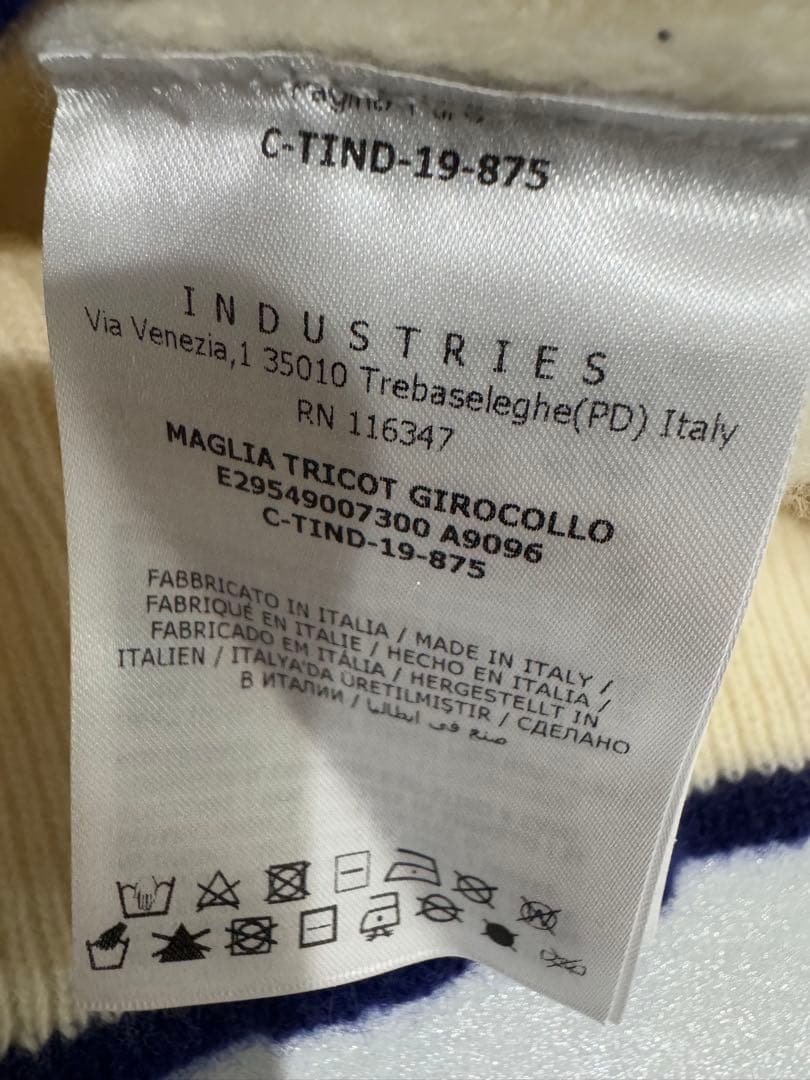 C-TIND-19-875
INDUSTRIES
Via Venezia,1 35010 Trebaseleghe(PD) Italy
RN 116347
MAGLIA TRICOT GIROCOLLO
E29549007300 A9096
C-TIND-19-875
FABBRICATO IN ITALIA / MADE IN ITALY /
FABRIQUÉ EN ITALIE / HECHO EN ITALIA /
FABRICADO EM ITÁLIA / HERGESTELLT IN
ITALIEN / ITALYA'DA ÜRETILMIŞTIR / СДЕЛАНО
В ИТАЛИИ / صنع في ايطاليا